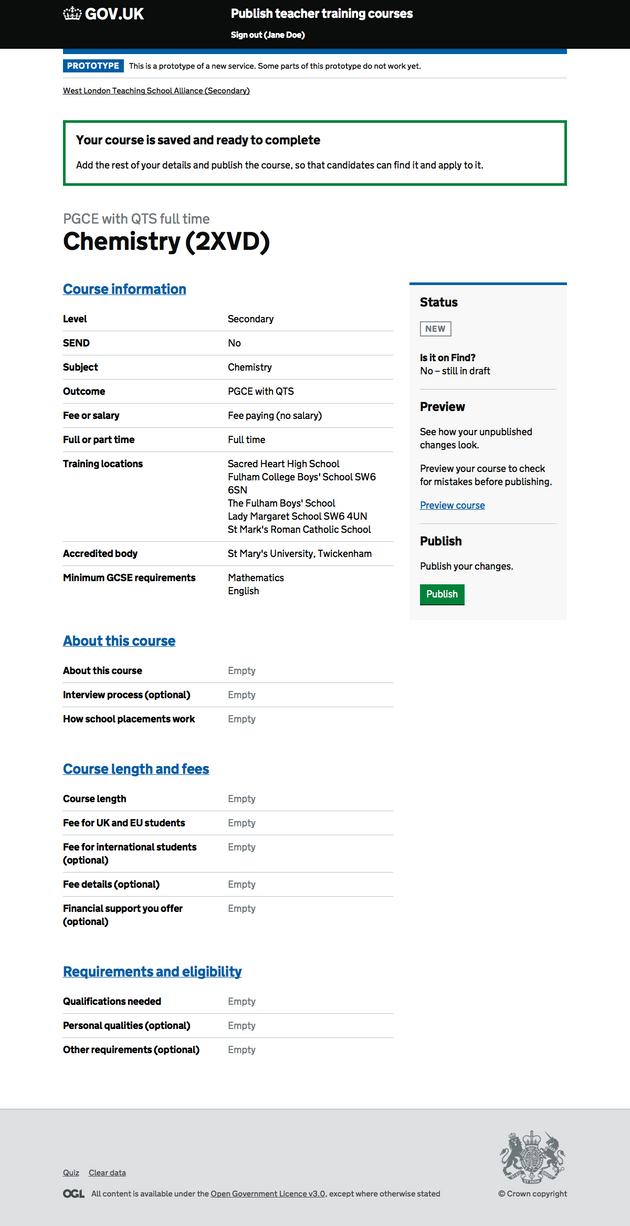 GOV.UK
Publish teacher training courses
Sign out (Jane Doe)
PROTOTYPE This is a prototype of a new service. Some parts of this prototype do not work yet.
West London Teaching School Alliance (Secondary)
Your course is saved and ready to complete
Add the rest of your details and publish the course, so that candidates can find it and apply to it.
PGCE with QTS full time
Chemistry (2XVD)
Course information
Level Secondary
SEND No
Subject Chemistry
Outcome PGCE with QTS
Fee or salary Fee paying (no salary)
Full or part time Full time
Training locations Sacred Heart High School
Fulham College Boys' School SW6
6SN
The Fulham Boys' School
Lady Margaret School SW6 4UN
St Mark's Roman Catholic School
Accredited body St Mary's University, Twickenham
Minimum GCSE requirements Mathematics
English
Status
NEW
Is it on Find?
No – still in draft
Preview
See how your unpublished
changes look.
Preview your course to check
for mistakes before publishing.
Preview course
Publish
Publish your changes.
Publish
About this course
About this course Empty
Interview process (optional) Empty
How school placements work Empty
Course length and fees
Course length Empty
Fee for UK and EU students Empty
Fee for international students Empty
(optional)
Fee details (optional) Empty
Financial support you offer Empty
(optional)
Requirements and eligibility
Qualifications needed Empty
Personal qualities (optional) Empty
Other requirements (optional) Empty
Quiz Clear data
OGL All content is available under the Open Government Licence v3.0, except where otherwise stated
© Crown copyright